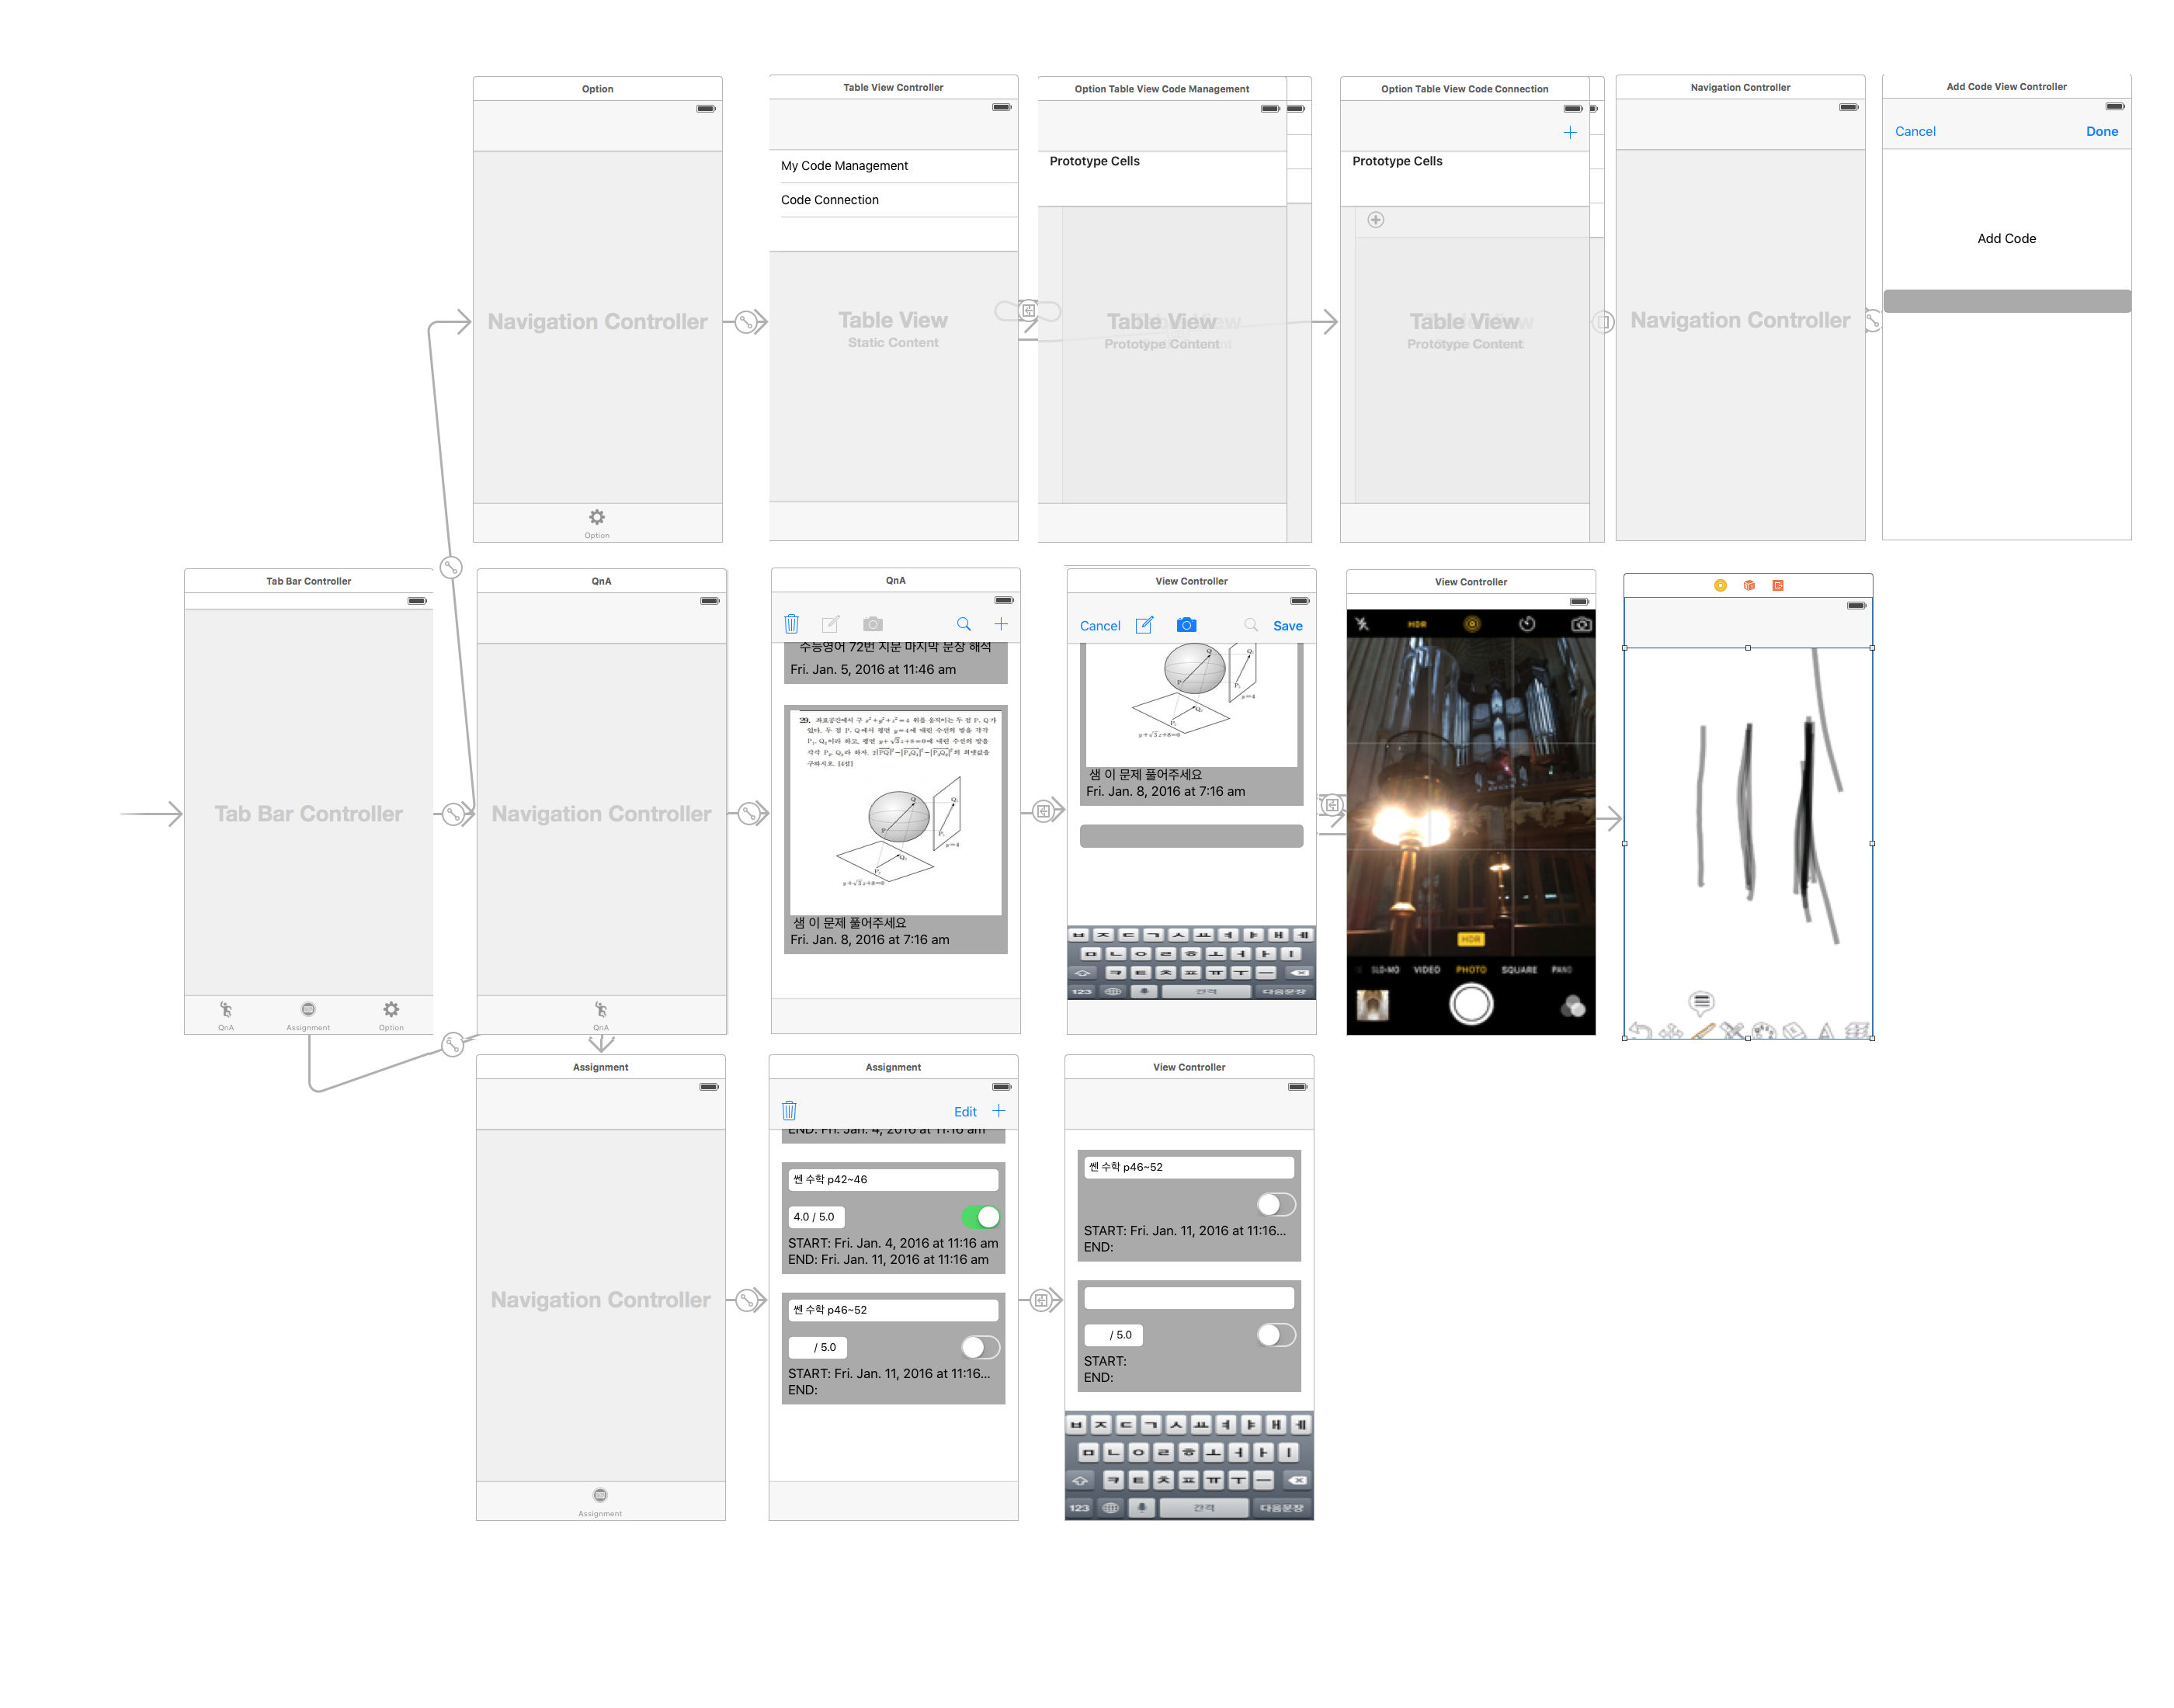 Option
Navigation Controller
Option
Table View Controller
My Code Management
Code Connection
Table View
Static Content
Option Table View Code Management
Prototype Cells
Table View
Prototype Content
Option Table View Code Connection
Prototype Cells
Table View
Prototype Content
Navigation Controller
Navigation Controller
Add Code View Controller
Cancel Done
Add Code
Tab Bar Controller
Tab Bar Controller
QnA Assignment Option
QnA
Navigation Controller
QnA
QnA
수능영어 72번 지문 마지막 문장 해석
Fri. Jan. 5, 2016 at 11:46 am
y=4
샘 이 문제 풀어주세요
Fri. Jan. 8, 2016 at 7:16 am
View Controller
Cancel Save
y=4
샘 이 문제 풀어주세요
Fri. Jan. 8, 2016 at 7:16 am
ㅂ ㅈ ㄷ ㄱ ㅅ ㅛ ㅕ ㅑ ㅐ ㅔ
ㅁ ㄴ ㅇ ㄹ ㅎ ㅗ ㅓ ㅏ ㅣ
ㅋ ㅌ ㅊ ㅍ ㅠ ㅜ ㅡ
123 간격 다음문장
View Controller
HDR
HDR
SLO-MO VIDEO PHOTO SQUARE PANO
Assignment
Navigation Controller
Assignment
Assignment
Edit
END: Fri. Jan. 4, 2016 at 11:16 am
쎈 수학 p42~46
4.0 / 5.0
START: Fri. Jan. 4, 2016 at 11:16 am
END: Fri. Jan. 11, 2016 at 11:16 am
쎈 수학 p46~52
/ 5.0
START: Fri. Jan. 11, 2016 at 11:16...
END:
View Controller
쎈 수학 p46~52
START: Fri. Jan. 11, 2016 at 11:16...
END:
/ 5.0
START:
END:
ㅂ ㅈ ㄷ ㄱ ㅅ ㅛ ㅕ ㅑ ㅐ ㅔ
ㅁ ㄴ ㅇ ㄹ ㅎ ㅗ ㅓ ㅏ ㅣ
ㅋ ㅌ ㅊ ㅍ ㅠ ㅜ ㅡ
123 간격 다음문장